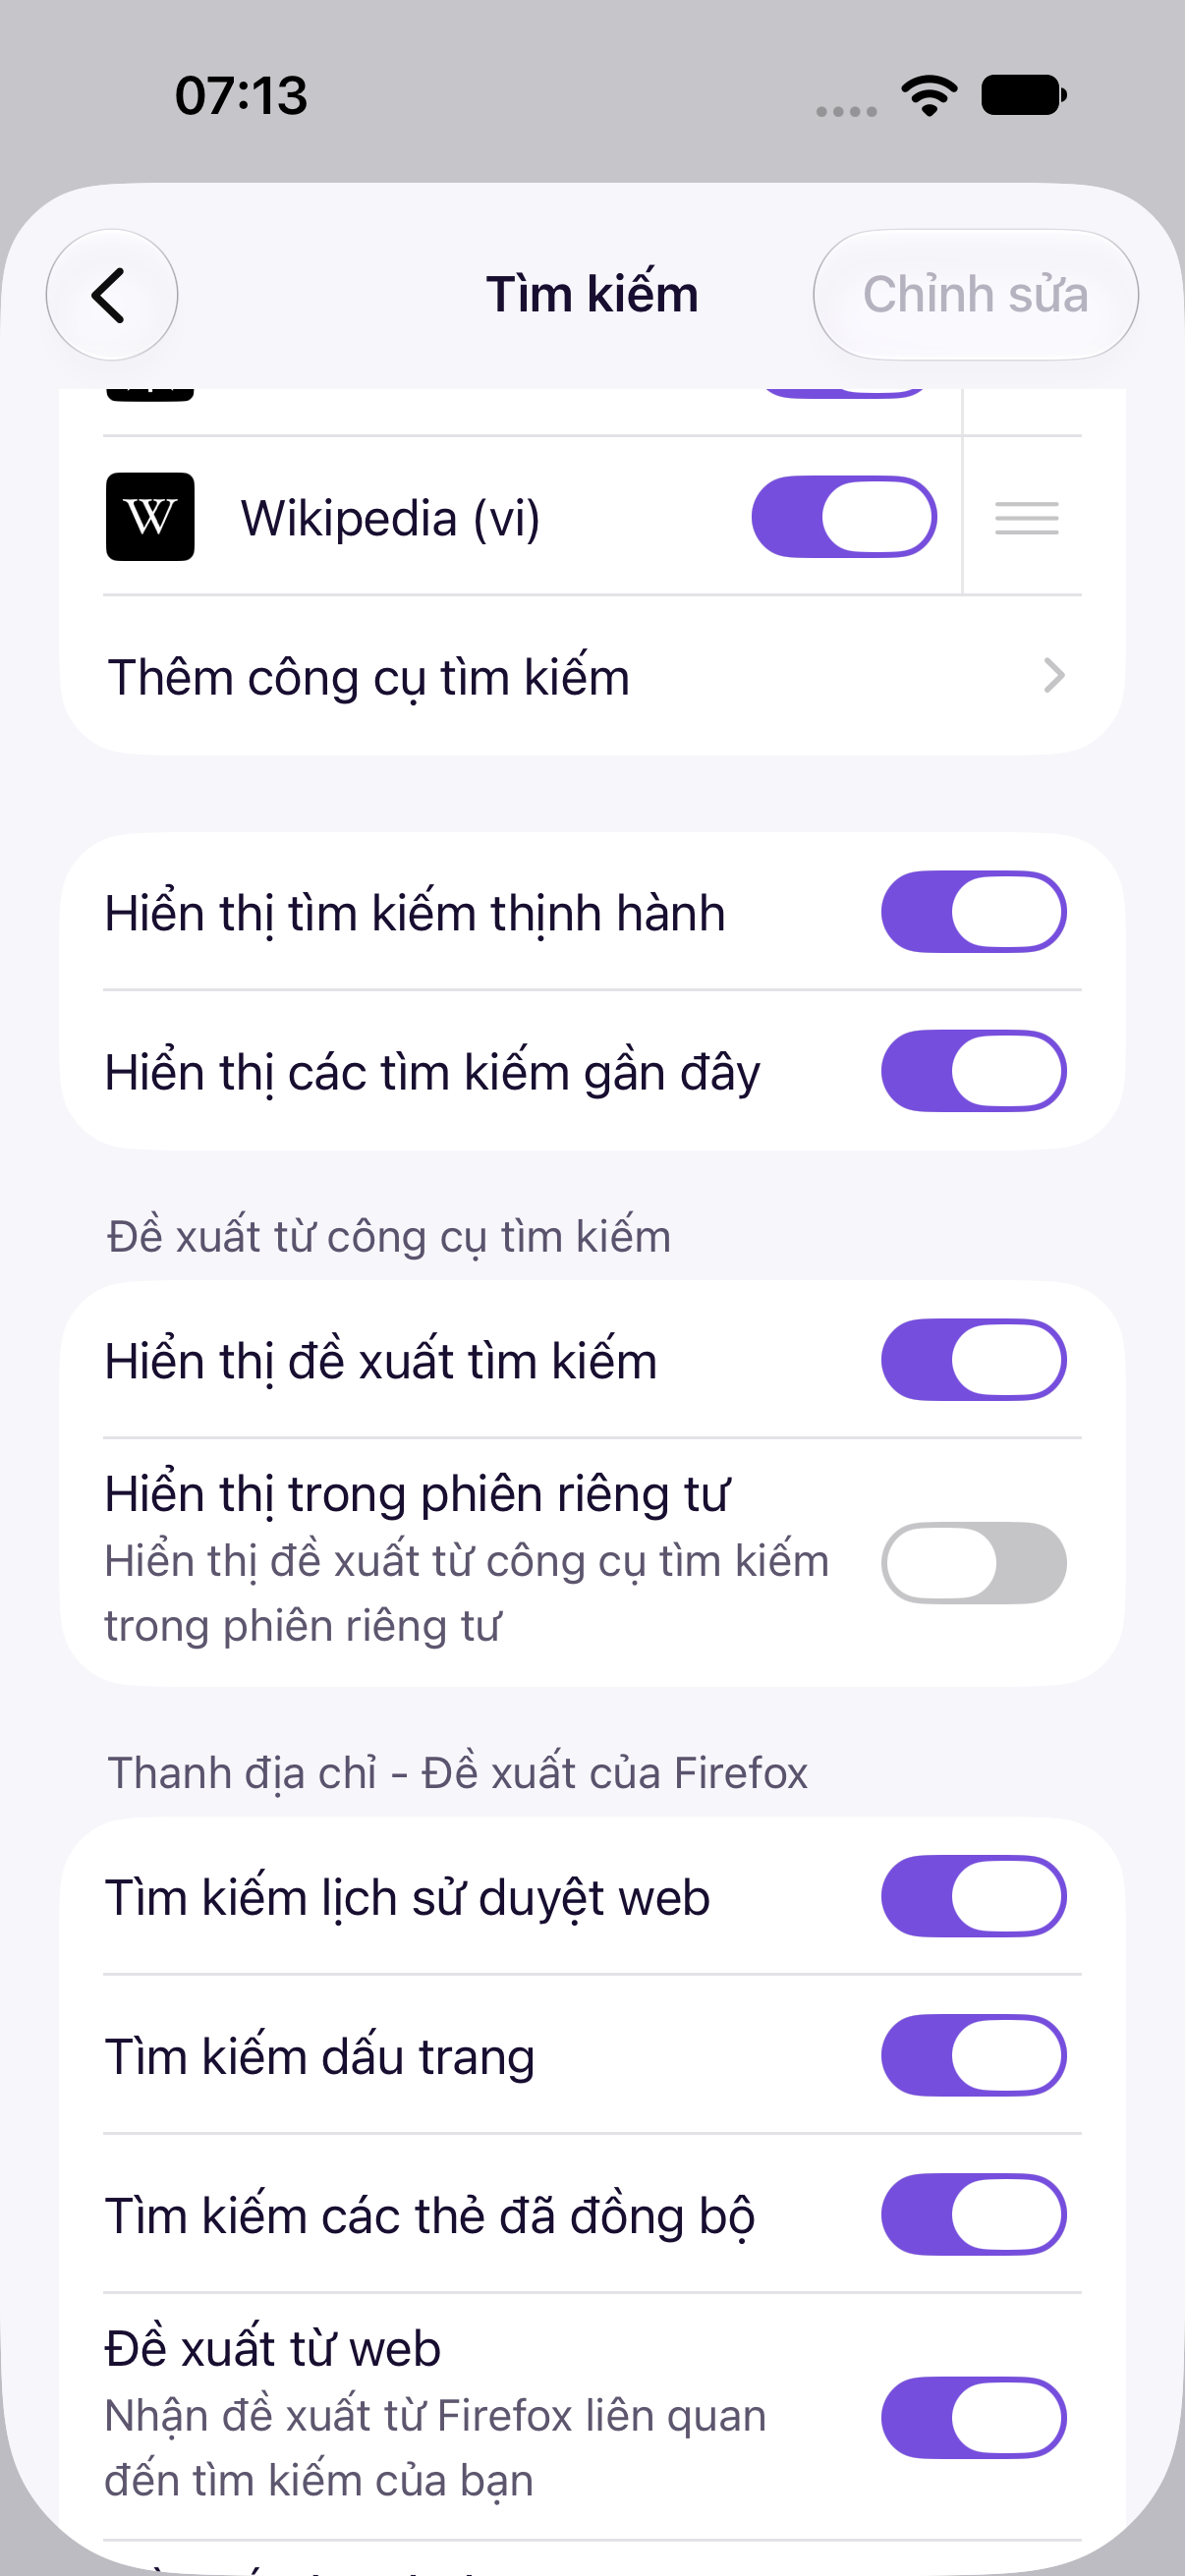 07:13
Tìm kiếm
Chỉnh sửa
W
Wikipedia (vi)
Thêm công cụ tìm kiếm
Hiển thị tìm kiếm thịnh hành
Hiển thị các tìm kiếm gần đây
Đề xuất từ công cụ tìm kiếm
Hiển thị đề xuất tìm kiếm
Hiển thị trong phiên riêng tư
Hiển thị đề xuất từ công cụ tìm kiếm
trong phiên riêng tư
Thanh địa chỉ - Đề xuất của Firefox
Tìm kiếm lịch sử duyệt web
Tìm kiếm dấu trang
Tìm kiếm các thẻ đã đồng bộ
Đề xuất từ web
Nhận đề xuất từ Firefox liên quan
đến tìm kiếm của bạn